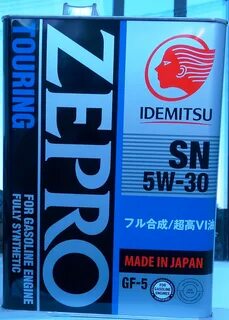 IDEMITSU
ZEPRO
TOURING
FOR GASOLINE ENGINE
FULLY SYNTHETIC
SN
5W-30
フル合成/超高VI油
MADE IN JAPAN
GF-5